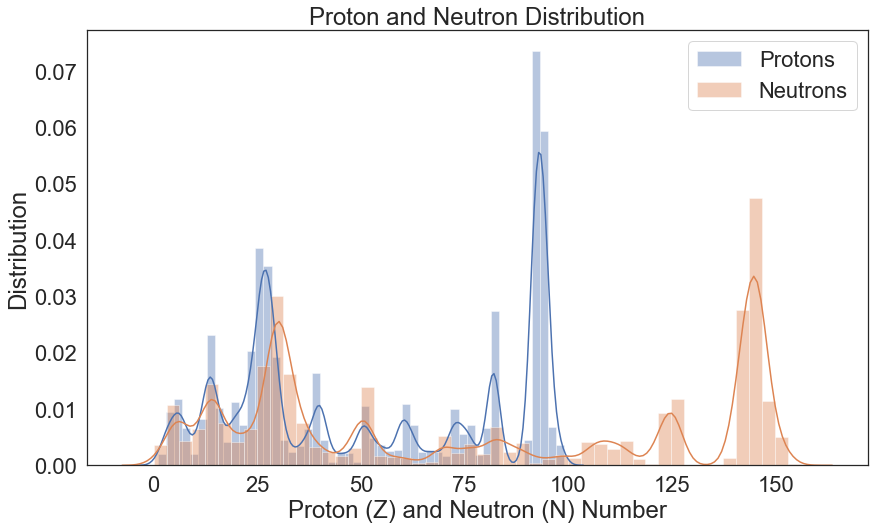 Proton and Neutron Distribution
Protons
Neutrons
0.07
0.06
0.05
0.04
0.03
0.02
0.01
0.00
Distribution
0 25 50 75 100 125 150
Proton (Z) and Neutron (N) Number